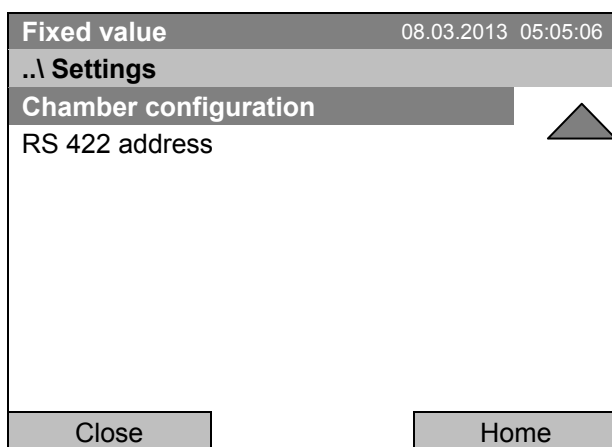 Fixed value 08.03.2013 05:05:06
..\ Settings
Chamber configuration
RS 422 address
Close Home